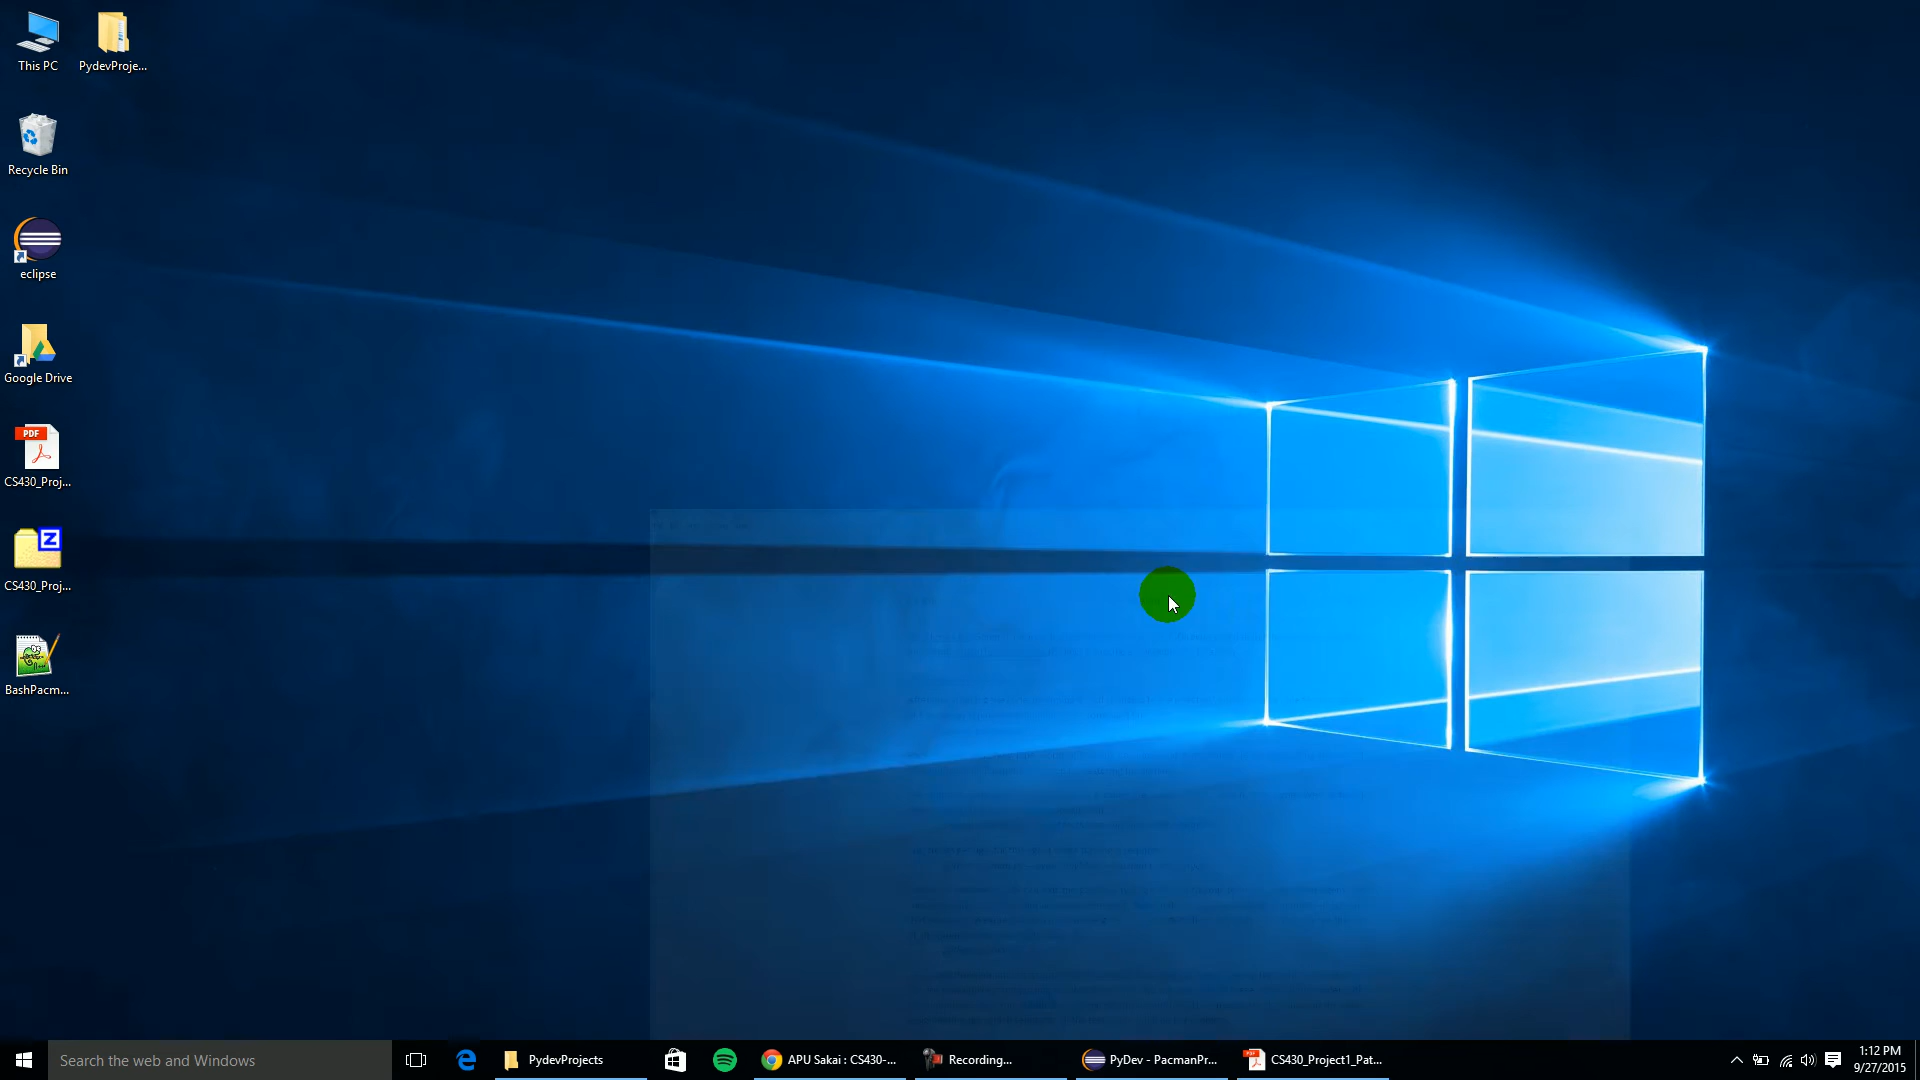 This PC
PydevProje...
Recycle Bin
eclipse
Google Drive
PDF
CS430_Proj...
Z
CS430_Proj...
BashPacm...
Search the web and Windows
PydevProjects
APU Sakai : CS430-...
Recording...
PyDev - PacmanPr...
CS430_Project1_Pat...
1:12 PM
9/27/2015